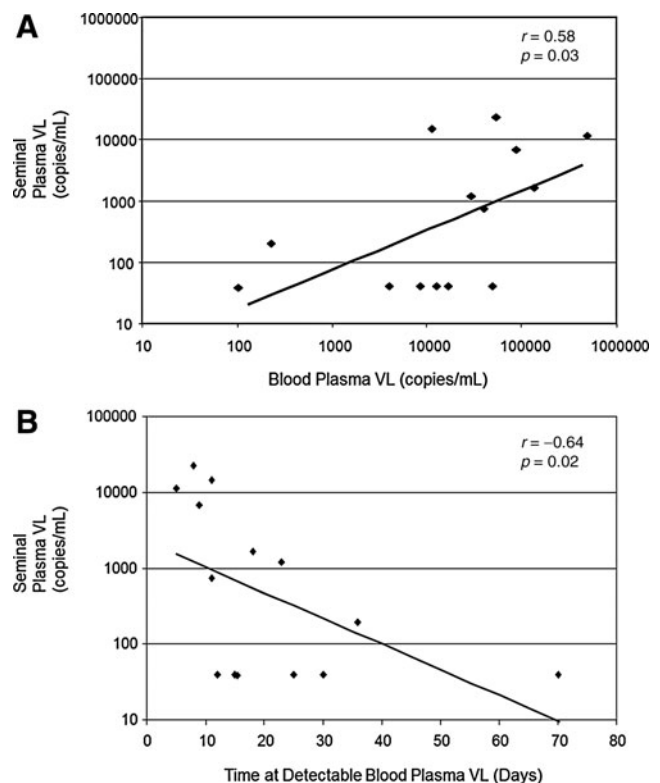 A
r = 0.58
p = 0.03
1000000
1000000
10000
1000
100
10
Seminal
Plasma VL
(copies/mL)
10 100 1000 10000 100000 1000000
Blood Plasma VL (copies/mL)
B
r = −0.64
p = 0.02
100000
10000
1000
100
10
Seminal
Plasma VL
(copies/mL)
0 10 20 30 40 50 60 70 80
Time at Detectable Blood Plasma VL (Days)